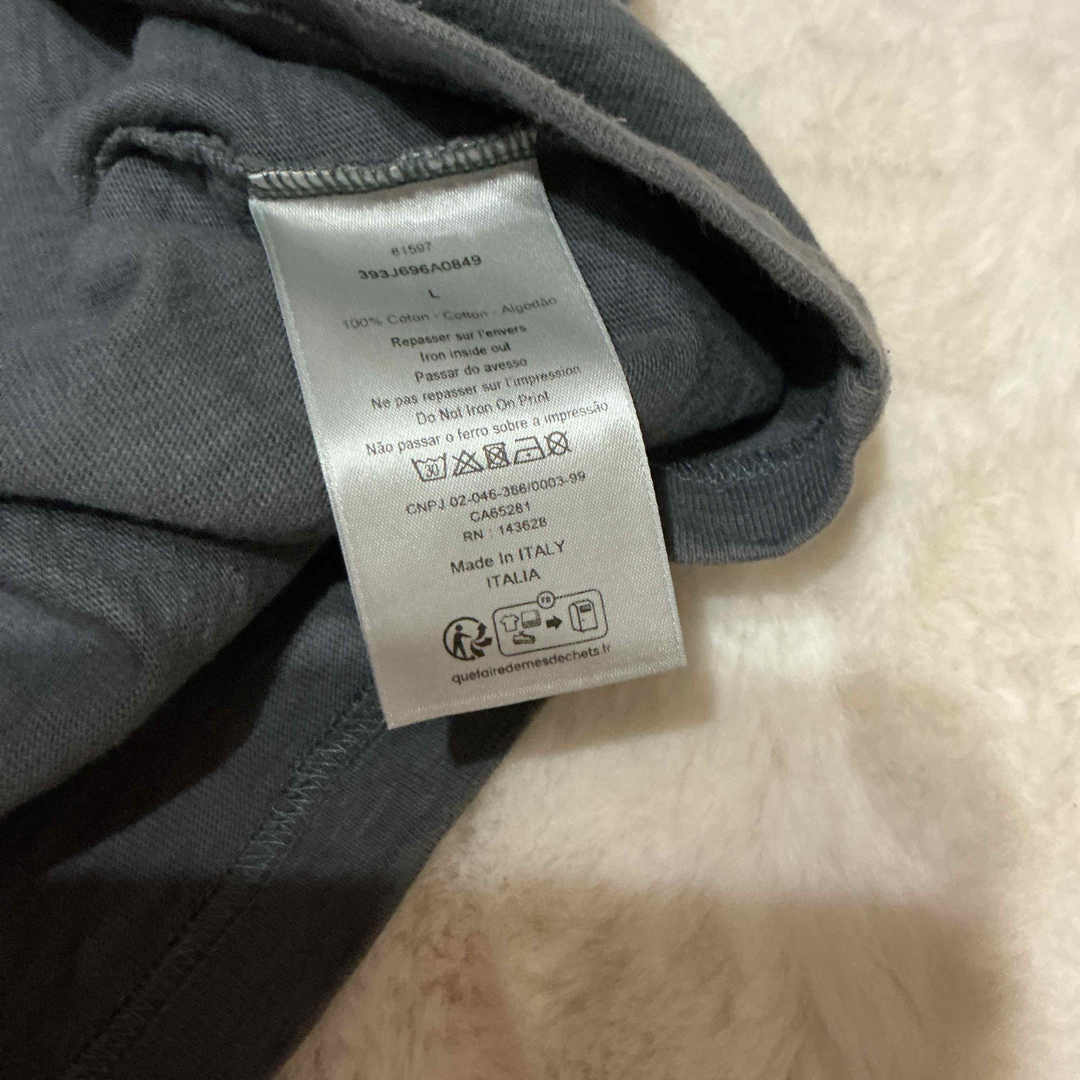 61597
393J696A0849
L
100% Coton - Cotton - Algodão
Repasser sur l'envers
Iron inside out
Passar do avesso
Ne pas repasser sur l'impression
Do Not Iron On Print
Não passar o ferro sobre a impressão
30
CNPJ 02-046-386/0003-99
CA65281
RN : 14362B
Made In ITALY
ITALIA
FR
quefairedemesdechets.fr